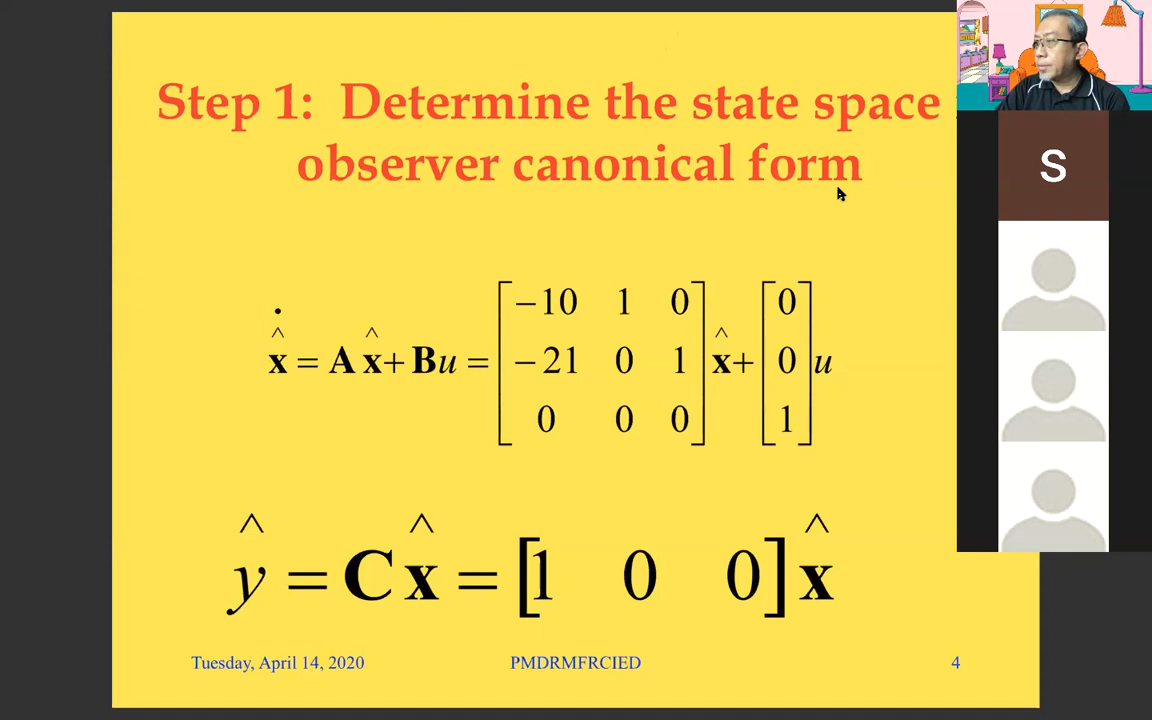 Step 1: Determine the state space
observer canonical form
S
x̂̇ = A x̂ + B u = [ −10 1 0 ; −21 0 1 ; 0 0 0 ] x̂ + [ 0 ; 0 ; 1 ] u
ŷ = C x̂ = [1 0 0] x̂
Tuesday, April 14, 2020 PMDRMFRCIED 4